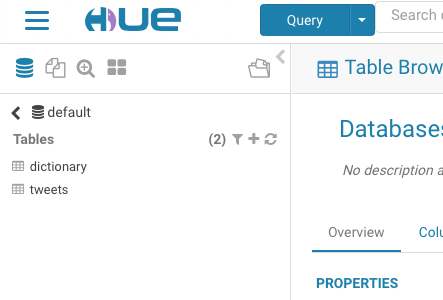 HUE
Query
Search
Table Brow
default
Databases
Tables (2)
No description a
dictionary
tweets
Overview
Colu
PROPERTIES